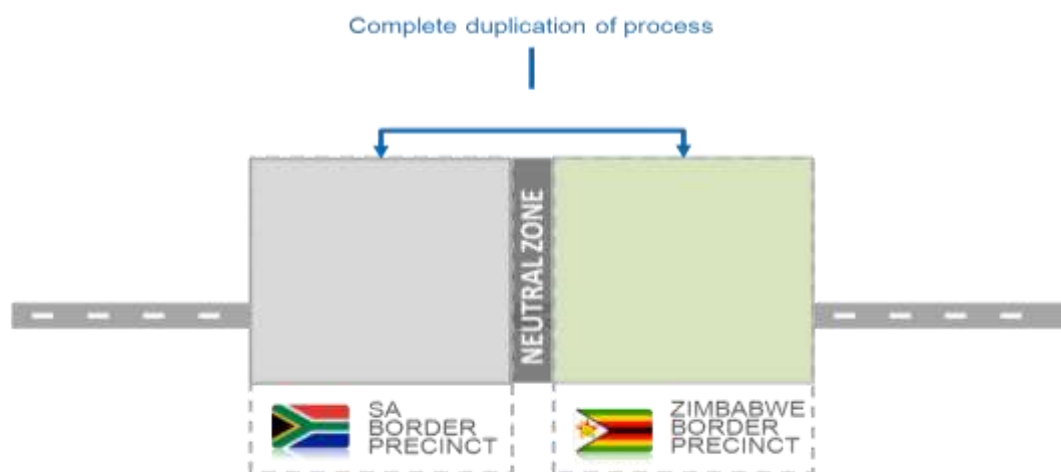 Complete duplication of process
NEUTRAL ZONE
SA
BORDER
PRECINCT
ZIMBABWE
BORDER
PRECINCT